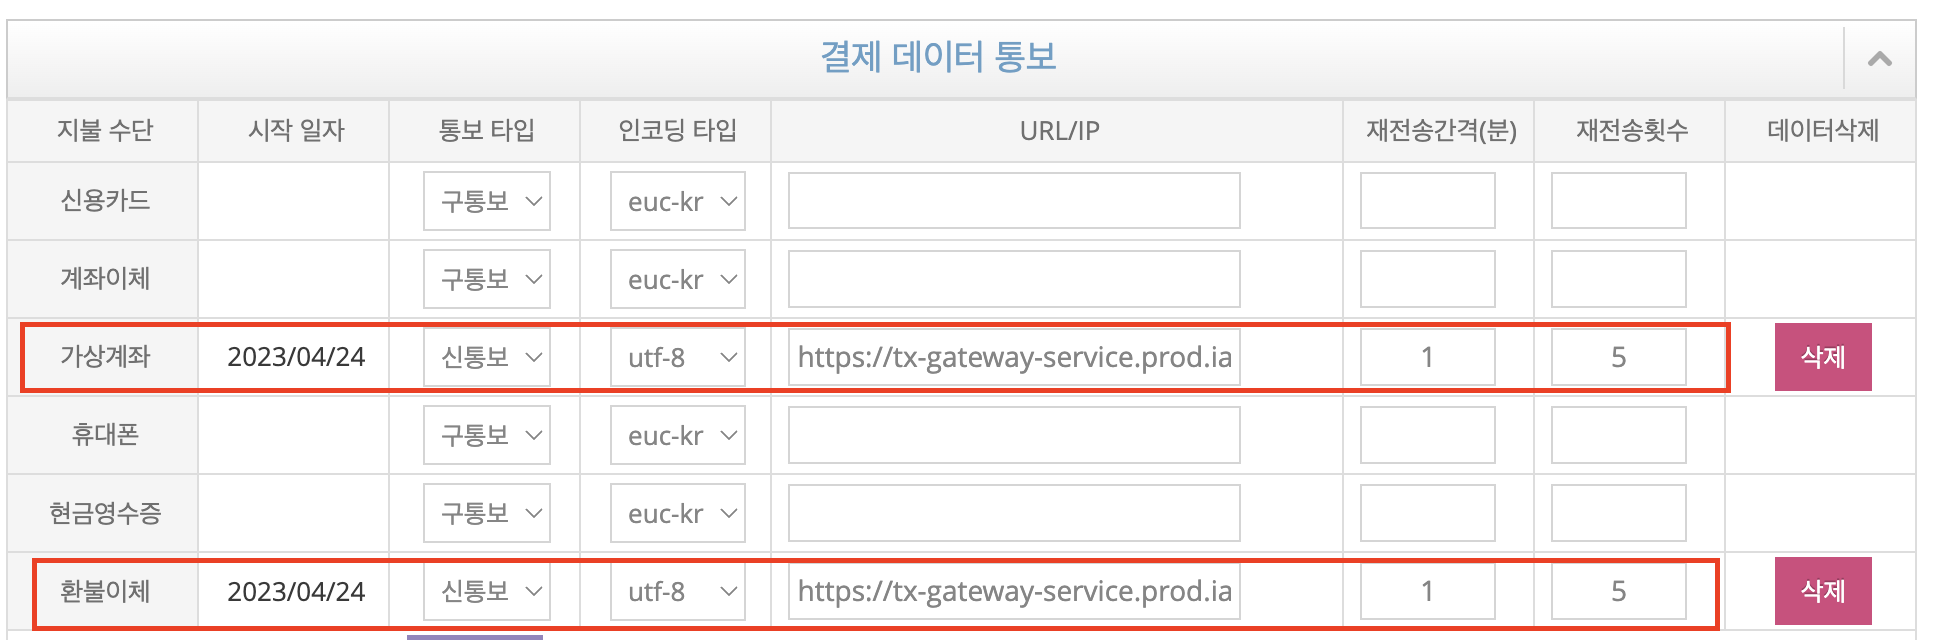 결제 데이터 통보
지불 수단 시작 일자 통보 타입 인코딩 타입 URL/IP 재전송간격(분) 재전송횟수 데이터삭제
신용카드 구통보 euc-kr
계좌이체 구통보 euc-kr
가상계좌 2023/04/24 신통보 utf-8 https://tx-gateway-service.prod.ia 1 5 삭제
휴대폰 구통보 euc-kr
현금영수증 구통보 euc-kr
환불이체 2023/04/24 신통보 utf-8 https://tx-gateway-service.prod.ia 1 5 삭제